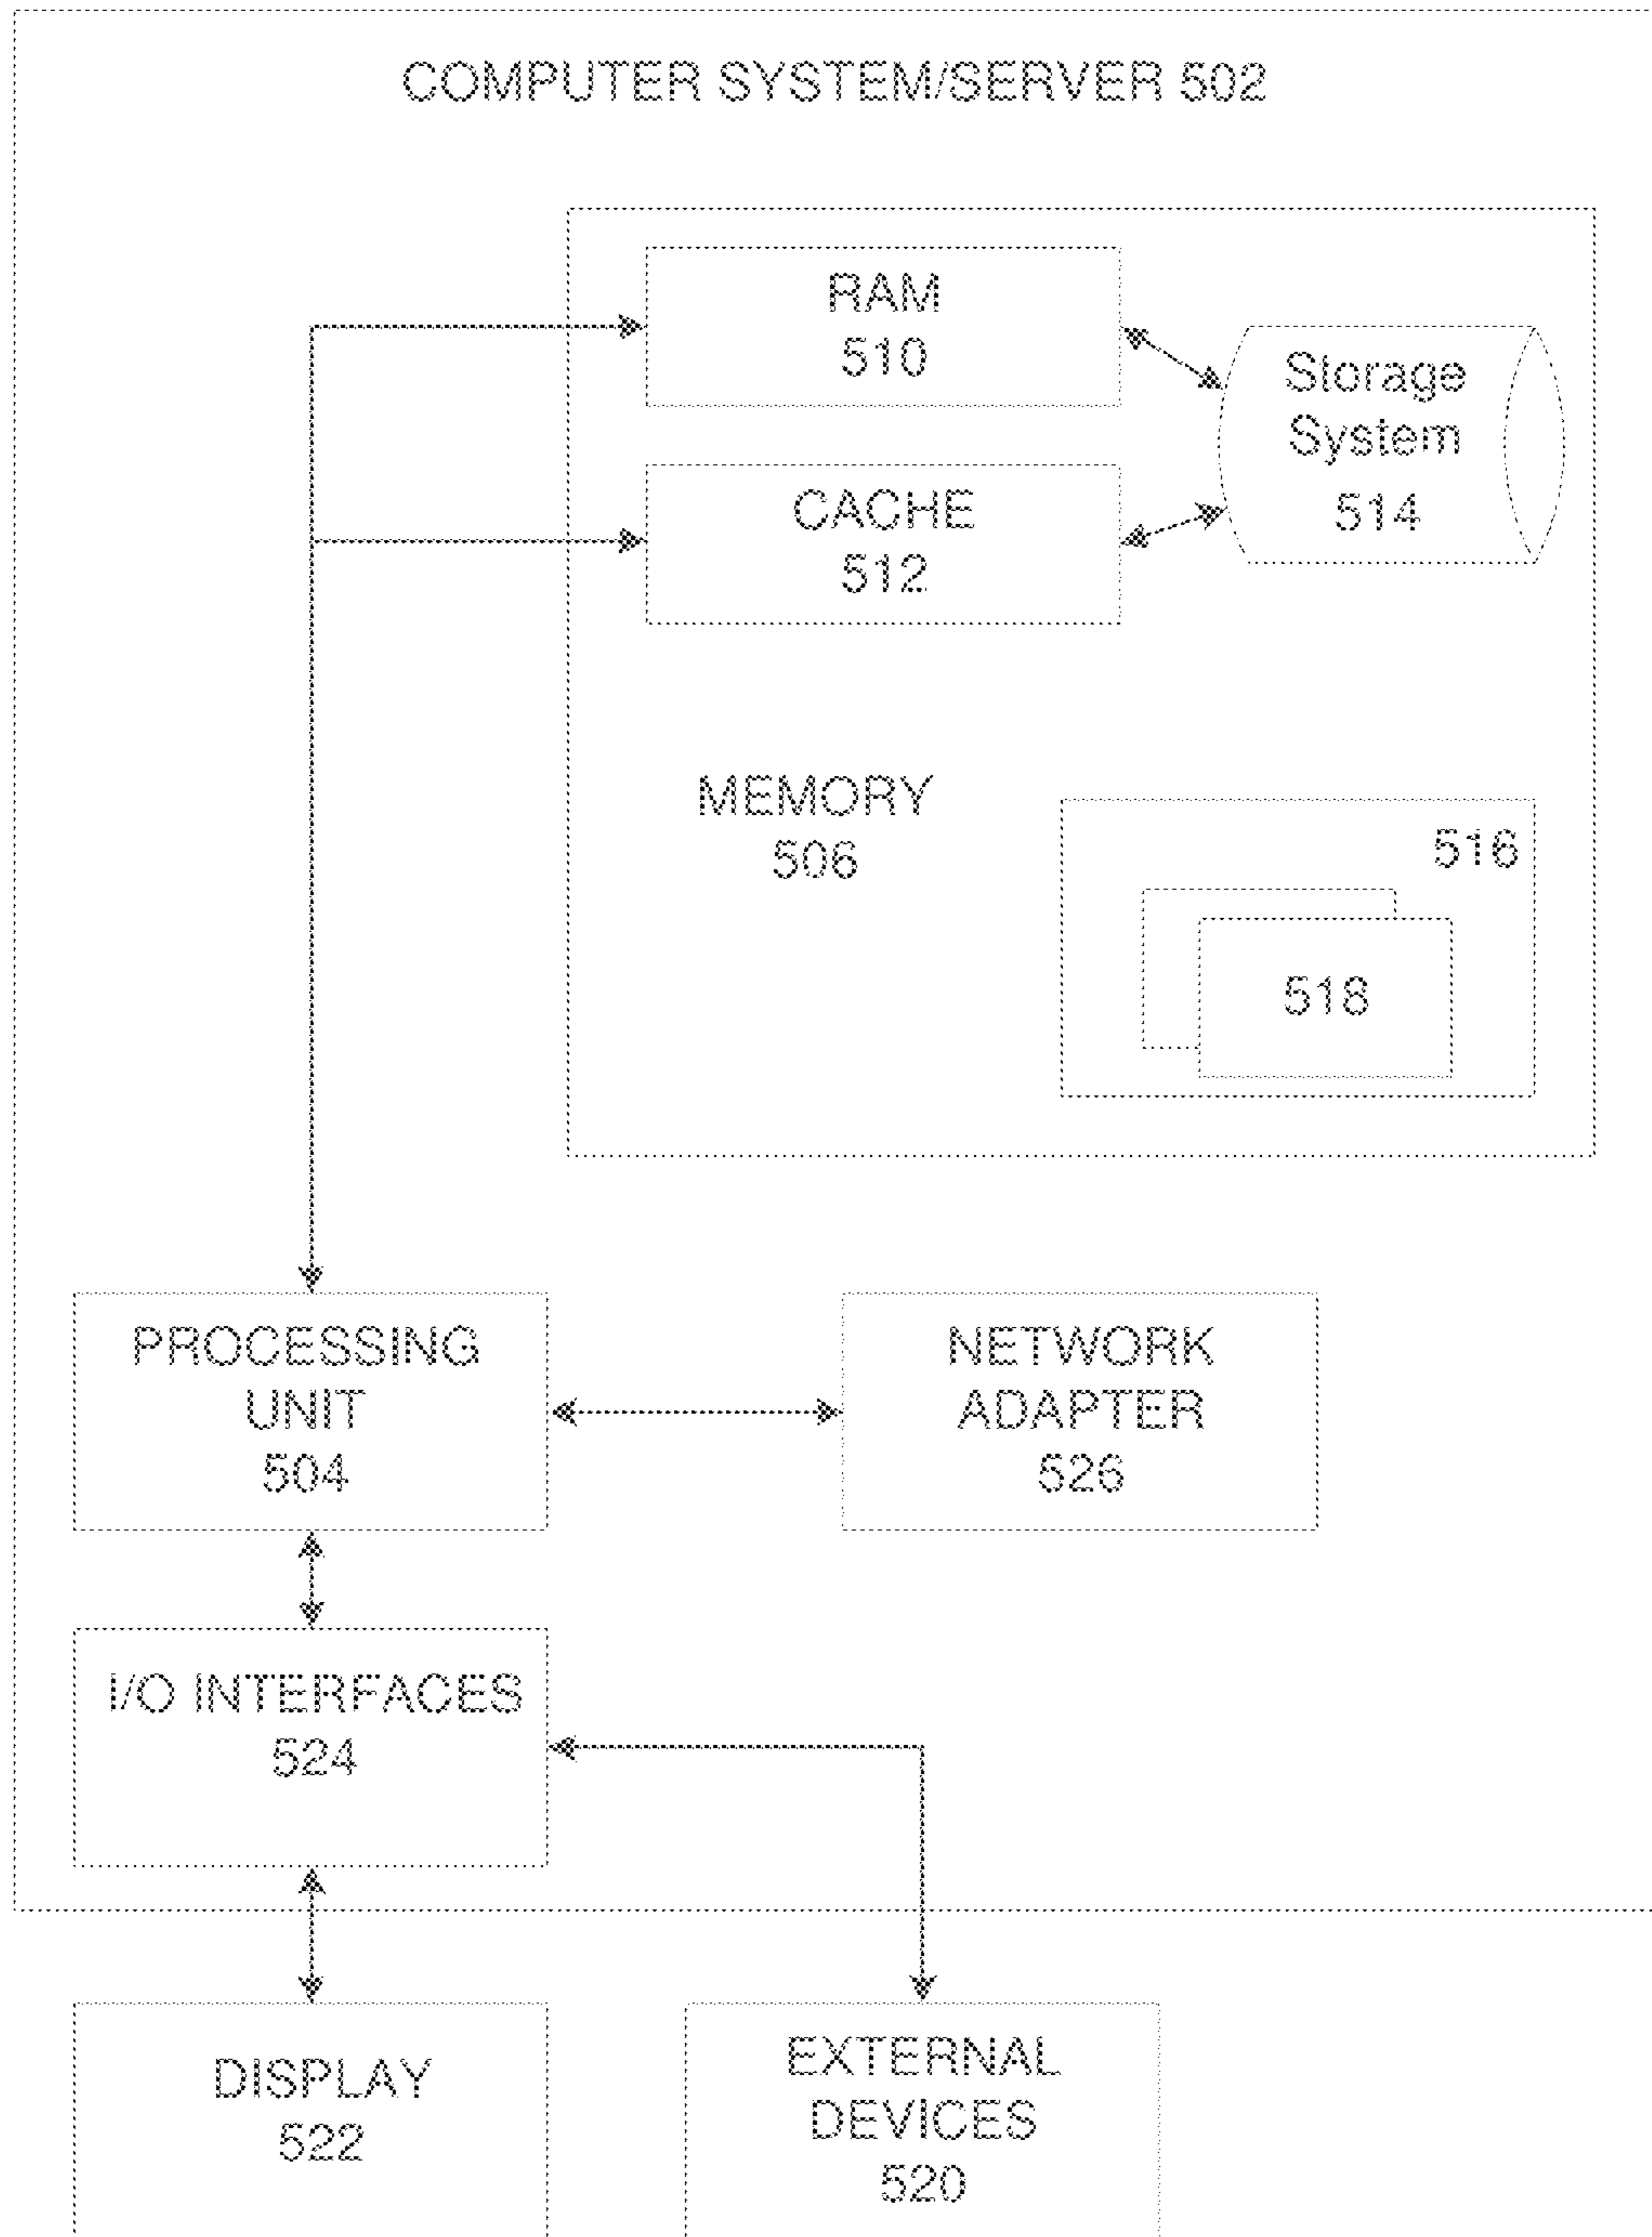 COMPUTER SYSTEM/SERVER 502
RAM
510
Storage
System
514
CACHE
512
MEMORY
506
516
518
PROCESSING
UNIT
504
NETWORK
ADAPTER
526
I/O INTERFACES
524
DISPLAY
522
EXTERNAL
DEVICES
520